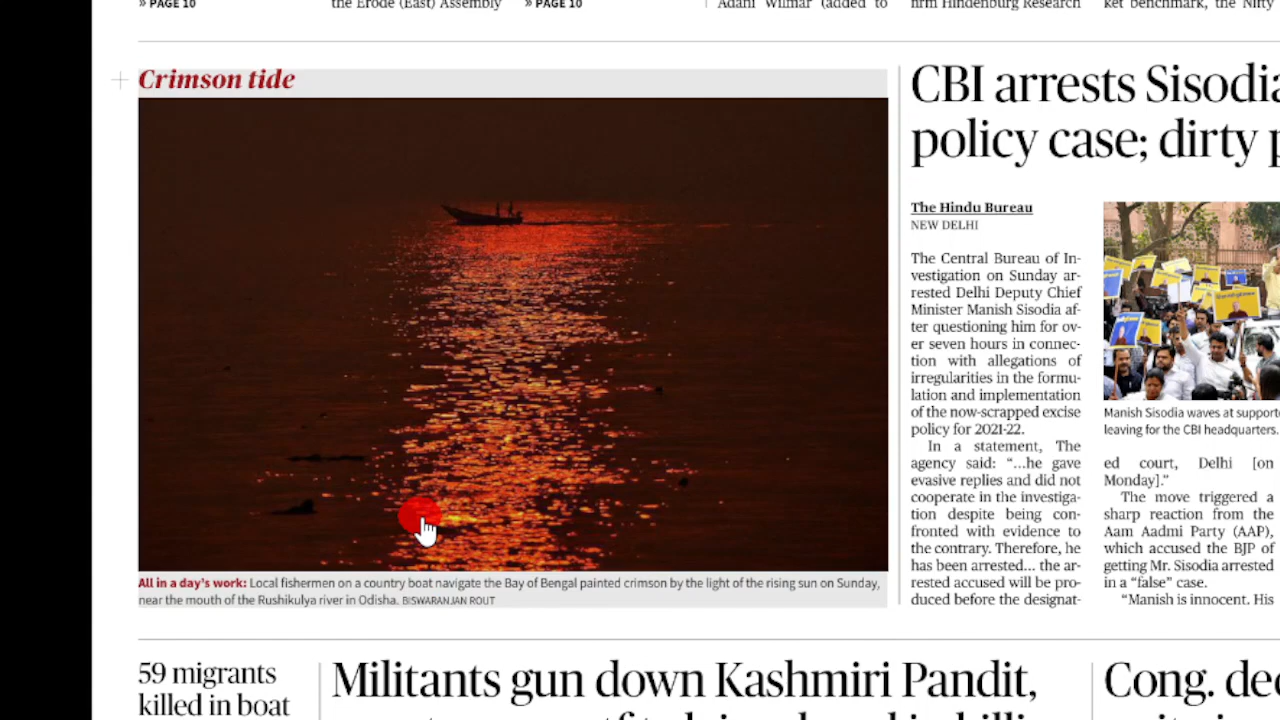 » PAGE 10
the Erode (East) Assembly
» PAGE 10
Adani Wilmar (added to
firm Hindenburg Research
ket benchmark, the Nifty
Crimson tide
All in a day's work: Local fishermen on a country boat navigate the Bay of Bengal painted crimson by the light of the rising sun on Sunday,
near the mouth of the Rushikulya river in Odisha. BISWARANJAN ROUT
CBI arrests Sisodia
policy case; dirty
The Hindu Bureau
NEW DELHI
The Central Bureau of In-
vestigation on Sunday ar-
rested Delhi Deputy Chief
Minister Manish Sisodia af-
ter questioning him for ov-
er seven hours in connec-
tion with allegations of
irregularities in the formu-
lation and implementation
of the now-scrapped excise
policy for 2021-22.
In a statement, The
agency said: “...he gave
evasive replies and did not
cooperate in the investiga-
tion despite being con-
fronted with evidence to
the contrary. Therefore, he
has been arrested... the ar-
rested accused will be pro-
duced before the designat-
Manish Sisodia waves at support
leaving for the CBI headquarters.
ed court, Delhi [on
Monday].”
The move triggered a
sharp reaction from the
Aam Aadmi Party (AAP),
which accused the BJP of
getting Mr. Sisodia arrested
in a “false” case.
“Manish is innocent. His
59 migrants
killed in boat
Militants gun down Kashmiri Pandit,
Cong. de